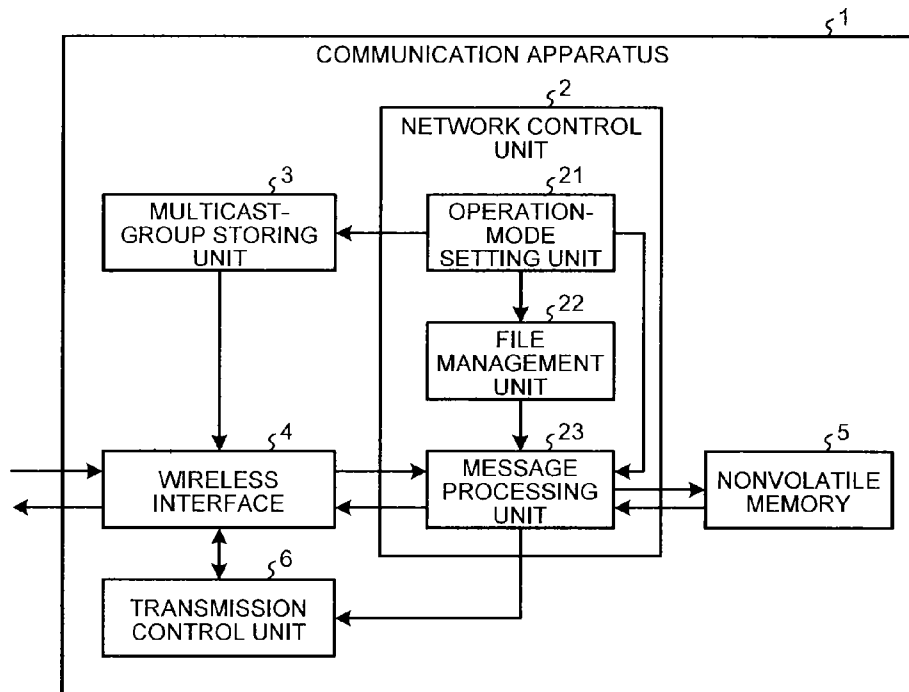 1
COMMUNICATION APPARATUS
2
NETWORK CONTROL
UNIT
3
MULTICAST-
GROUP STORING
UNIT
21
OPERATION-
MODE
SETTING UNIT
22
FILE
MANAGEMENT
UNIT
4
WIRELESS
INTERFACE
23
MESSAGE
PROCESSING
UNIT
5
NONVOLATILE
MEMORY
6
TRANSMISSION
CONTROL UNIT